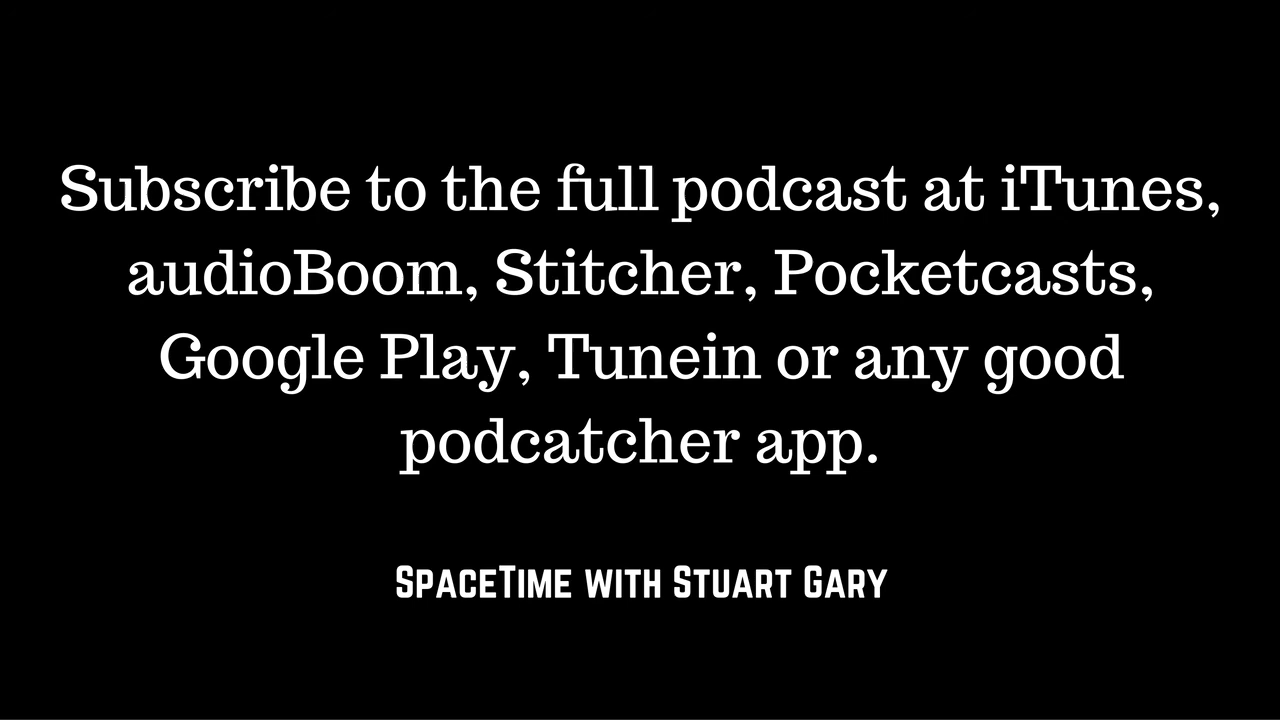 Subscribe to the full podcast at iTunes,
audioBoom, Stitcher, Pocketcasts,
Google Play, Tunein or any good
podcatcher app.
SpaceTime with Stuart Gary